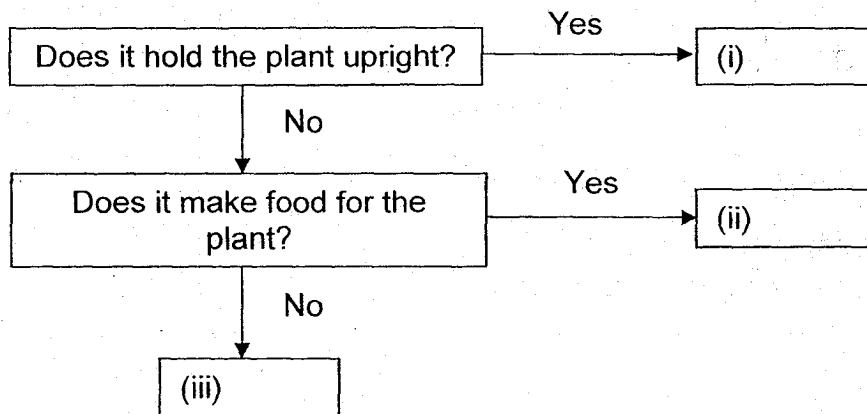 Yes
Does it hold the plant upright?
(i)
No
Does it make food for the
plant?
Yes
(ii)
No
(iii)